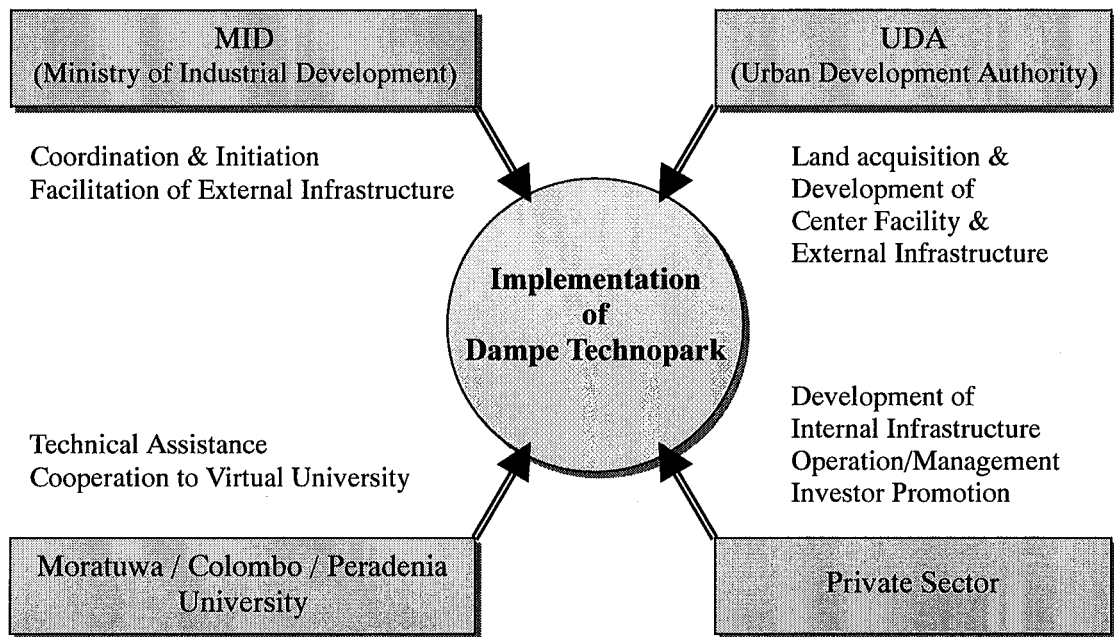 MID
(Ministry of Industrial Development)
UDA
(Urban Development Authority)
Coordination & Initiation
Facilitation of External Infrastructure
Land acquisition &
Development of
Center Facility &
External Infrastructure
Implementation
of
Dampe Technopark
Technical Assistance
Cooperation to Virtual University
Development of
Internal Infrastructure
Operation/Management
Investor Promotion
Moratuwa / Colombo / Peradenia
University
Private Sector